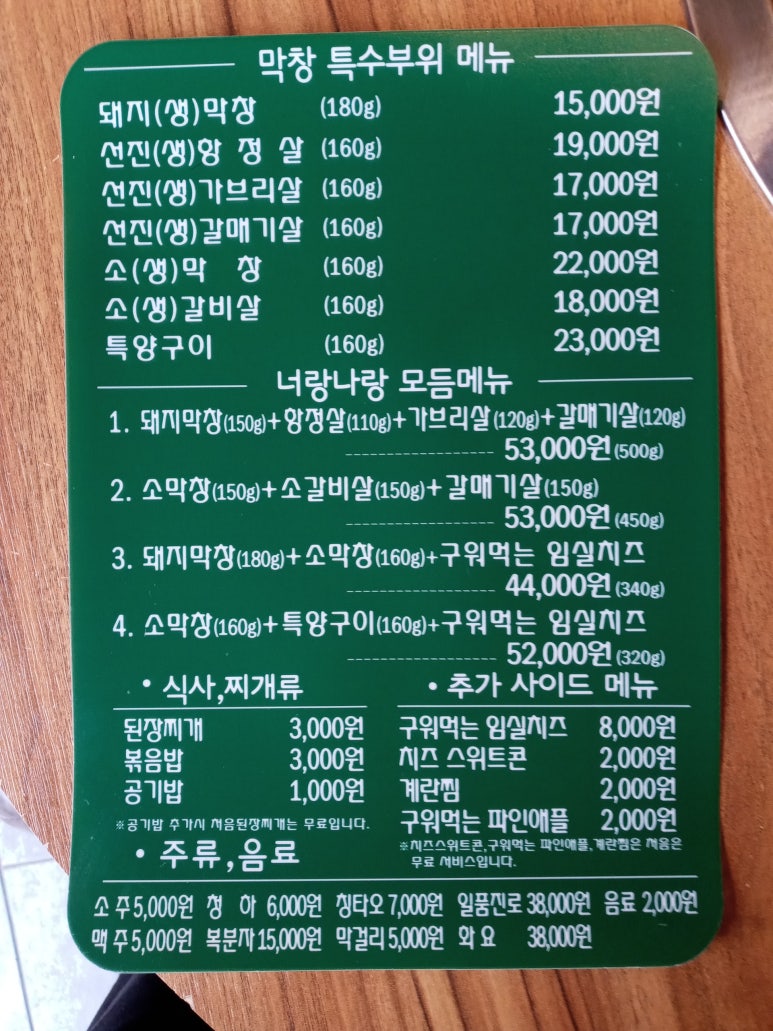 막창 특수부위 메뉴
돼지(생)막창 (180g) 15,000원
선진(생)항 정 살 (160g) 19,000원
선진(생)가브리살 (160g) 17,000원
선진(생)갈매기살 (160g) 17,000원
소(생)막 창 (160g) 22,000원
소(생)갈비살 (160g) 18,000원
특양구이 (160g) 23,000원
너랑나랑 모듬메뉴
1. 돼지막창(150g)+항정살(110g)+가브리살(120g)+갈매기살(120g)
------------------ 53,000원(500g)
2. 소막창(150g)+소갈비살(150g)+갈매기살(150g)
------------------ 53,000원(450g)
3. 돼지막창(180g)+소막창(160g)+구워먹는 임실치즈
------------------ 44,000원(340g)
4. 소막창(160g)+특양구이(160g)+구워먹는 임실치즈
------------------ 52,000원(320g)
• 식사,찌개류
된장찌개 3,000원
볶음밥 3,000원
공기밥 1,000원
※공기밥 추가시 처음된장찌개는 무료입니다.
• 추가 사이드 메뉴
구워먹는 임실치즈 8,000원
치즈 스위트콘 2,000원
계란찜 2,000원
구워먹는 파인애플 2,000원
※치즈스위트콘,구워먹는 파인애플,계란찜은 처음은
무료 서비스입니다.
• 주류,음료
소 주 5,000원 청 하 6,000원 칭타오 7,000원 일품진로 38,000원 음료 2,000원
맥 주 5,000원 복분자 15,000원 막걸리 5,000원 화 요 38,000원